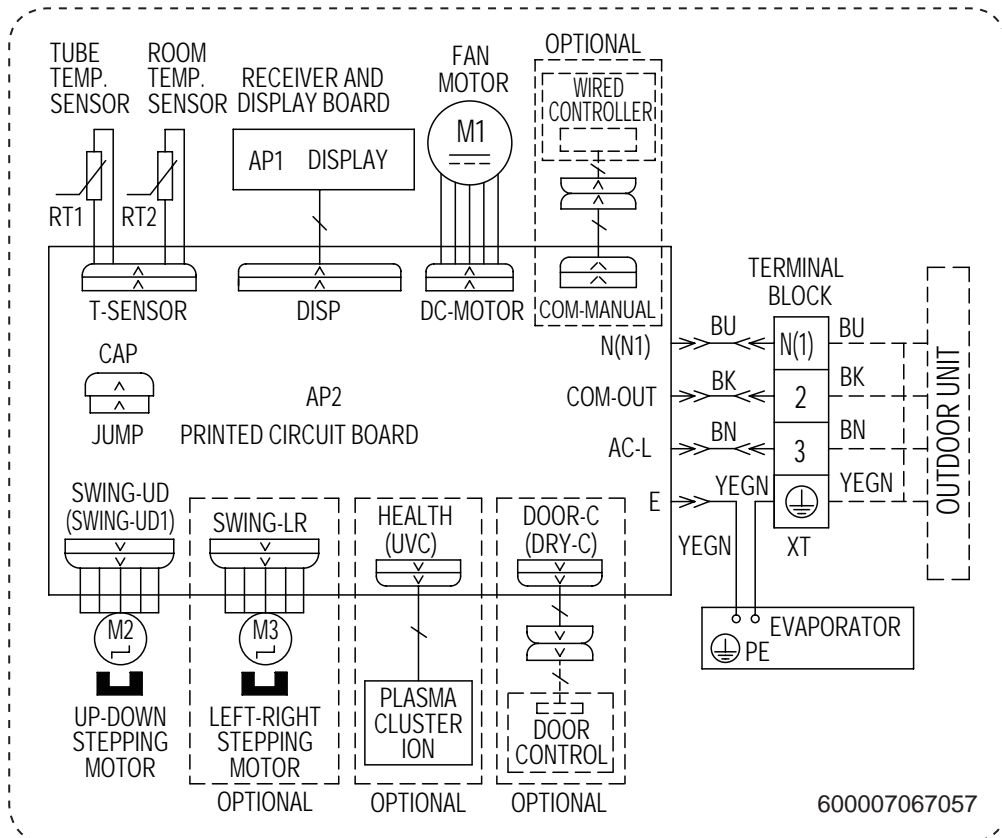 TUBE
TEMP.
SENSOR
ROOM
TEMP.
SENSOR
RECEIVER AND
DISPLAY BOARD
FAN
MOTOR
OPTIONAL
WIRED
CONTROLLER
AP1 DISPLAY
M1
RT1
RT2
T-SENSOR
DISP
DC-MOTOR
COM-MANUAL
TERMINAL
BLOCK
CAP
JUMP
AP2
PRINTED CIRCUIT BOARD
N(N1)
BU
N(1)
BU
COM-OUT
BK
2
BK
AC-L
BN
3
BN
E
YEGN
YEGN
YEGN
XT
OUTDOOR UNIT
EVAPORATOR
PE
SWING-UD
(SWING-UD1)
SWING-LR
HEALTH
(UVC)
DOOR-C
(DRY-C)
M2
M3
UP-DOWN
STEPPING
MOTOR
LEFT-RIGHT
STEPPING
MOTOR
PLASMA
CLUSTER
ION
DOOR
CONTROL
OPTIONAL
OPTIONAL
OPTIONAL
600007067057